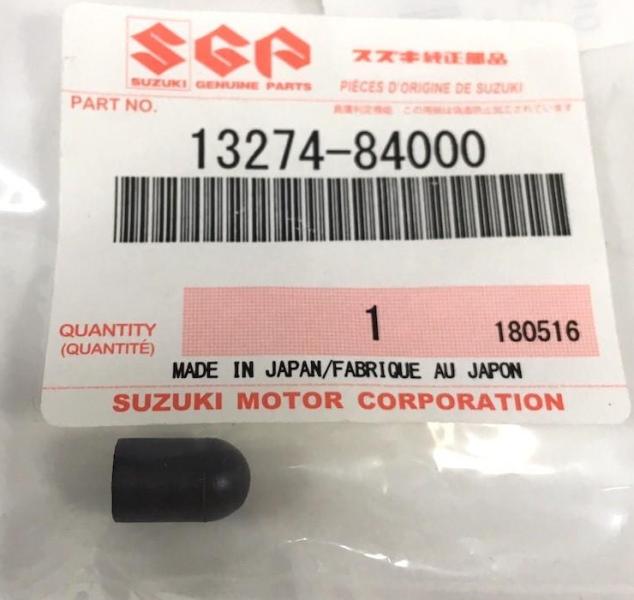 SGP
SUZUKI GENUINE PARTS
スズキ純正部品
PIÈCES D'ORIGINE DE SUZUKI
PART NO.
13274-84000
QUANTITY
(QUANTITÉ)
1
180516
MADE IN JAPAN/FABRIQUE AU JAPON
SUZUKI MOTOR CORPORATION